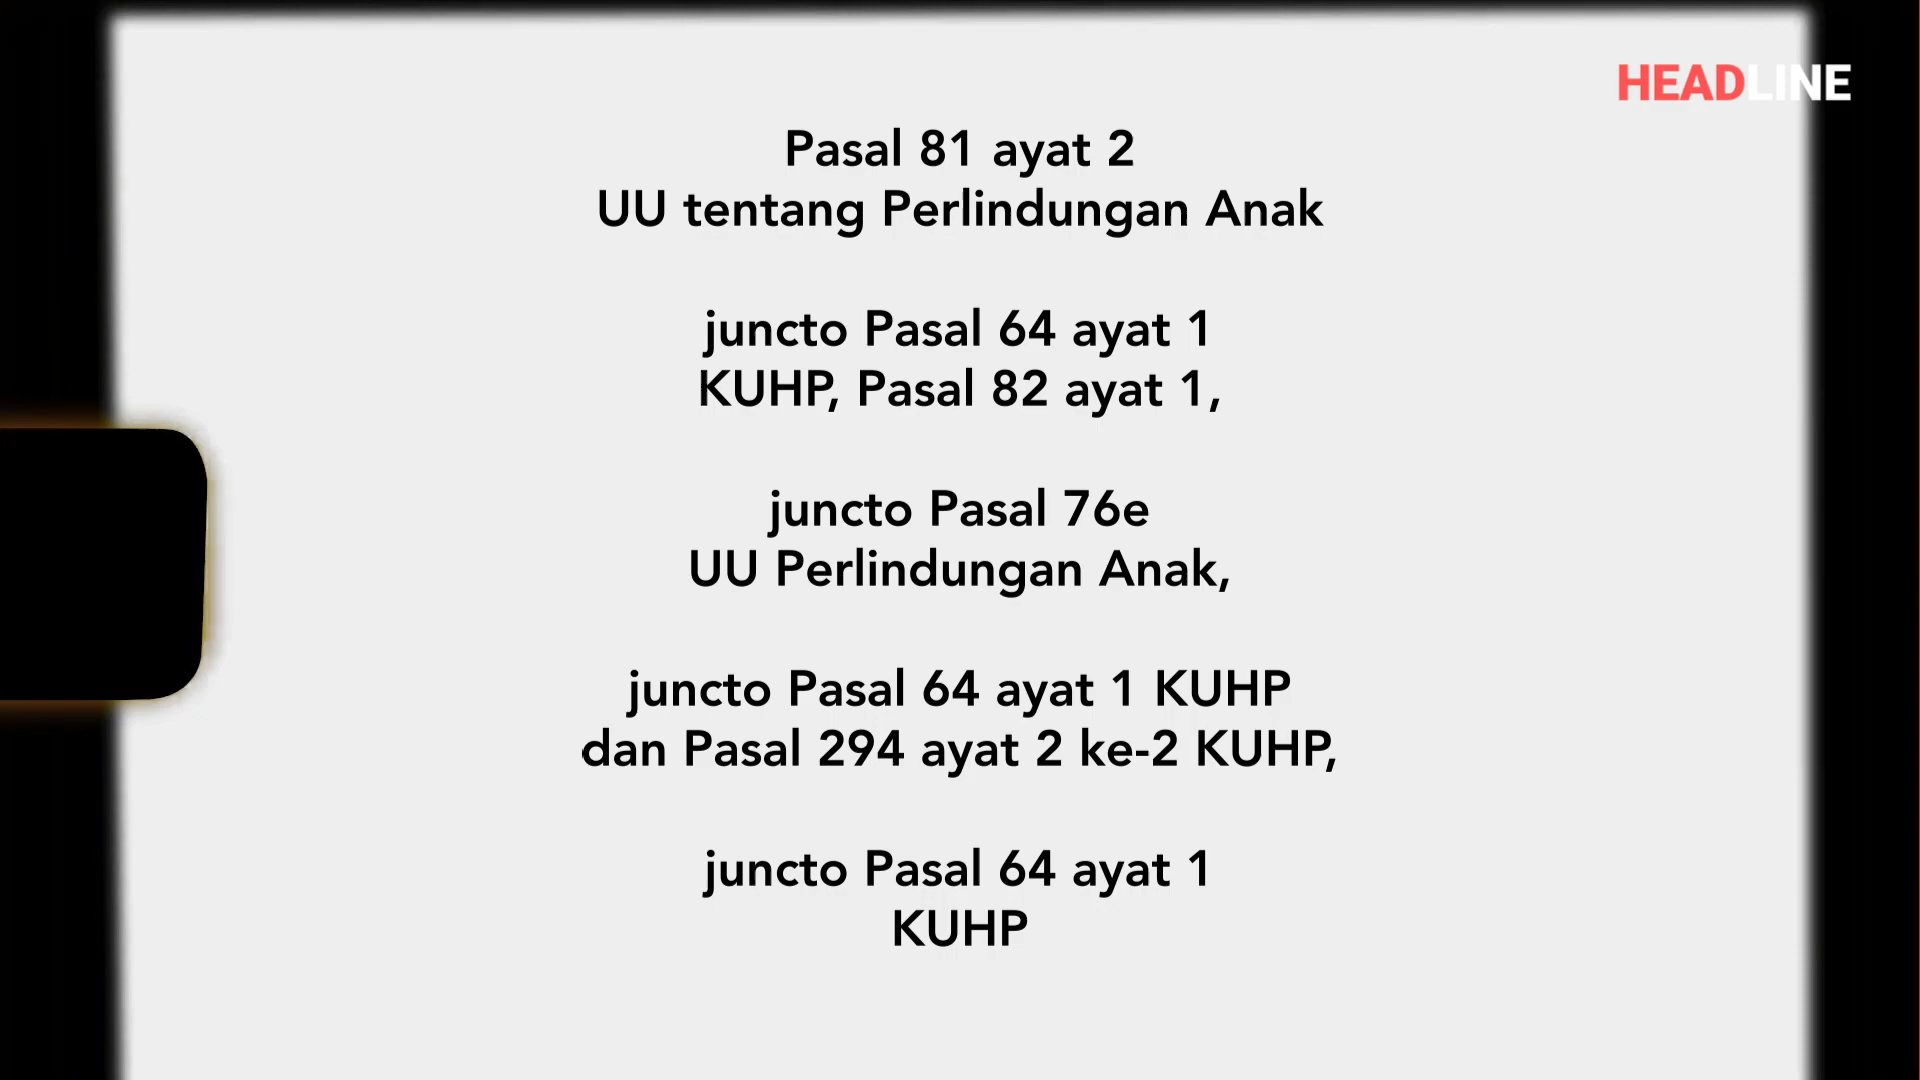 HEADLINE
Pasal 81 ayat 2
UU tentang Perlindungan Anak
juncto Pasal 64 ayat 1
KUHP, Pasal 82 ayat 1,
juncto Pasal 76e
UU Perlindungan Anak,
juncto Pasal 64 ayat 1 KUHP
dan Pasal 294 ayat 2 ke-2 KUHP,
juncto Pasal 64 ayat 1
KUHP